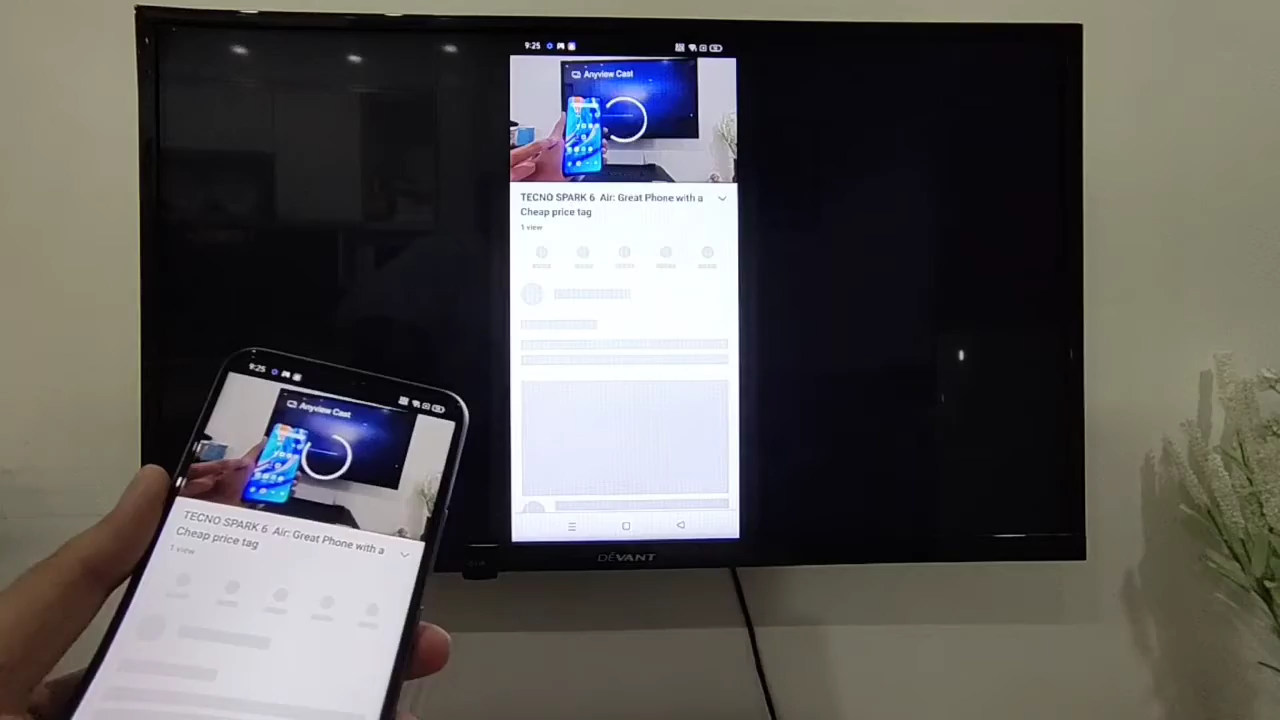 9:25
Anyview Cast
TECNO SPARK 6 Air: Great Phone with a
Cheap price tag
1 view
DEVANT
9:25
Anyview Cast
TECNO SPARK 6 Air: Great Phone with a
Cheap price tag
1 view